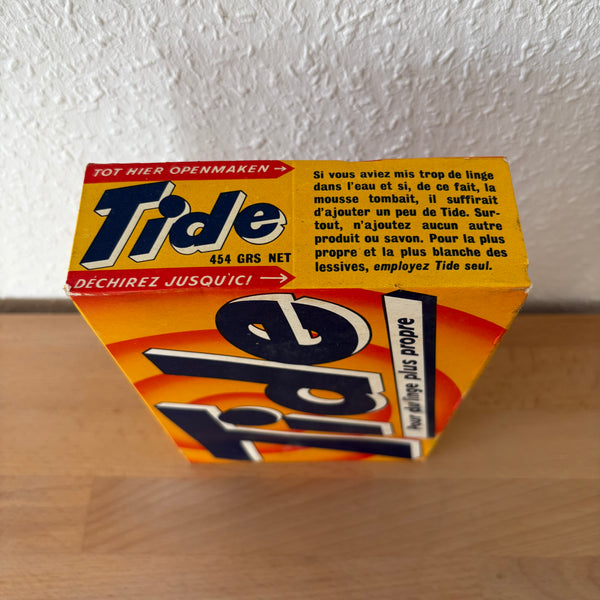 TOT HIER OPENMAKEN →
Tide
454 GRS NET
DÉCHIREZ JUSQU'ICI →
Si vous aviez mis trop de linge
dans l'eau et si, de ce fait, la
mousse tombait, il suffirait
d'ajouter un peu de Tide. Sur-
tout, n'ajoutez aucun autre
produit ou savon. Pour la plus
propre et la plus blanche des
lessives, employez Tide seul.
Tide
Pour du linge plus propre